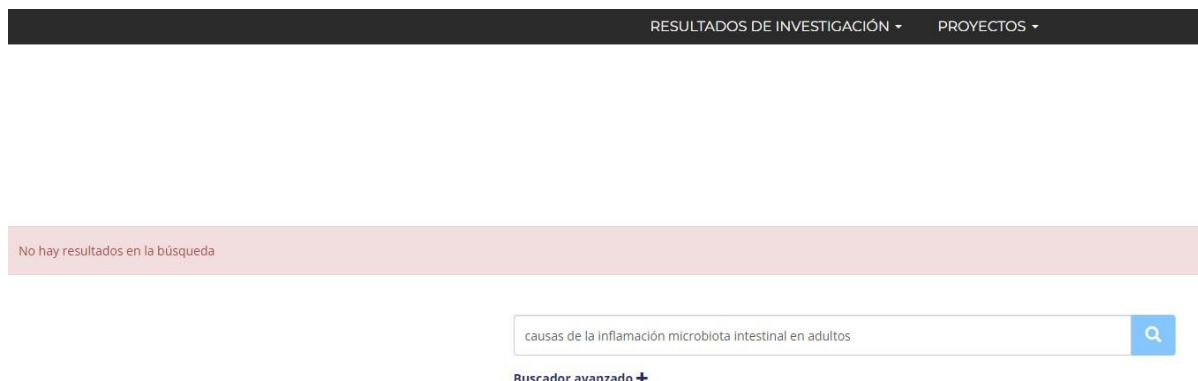 RESULTADOS DE INVESTIGACIÓN PROYECTOS
No hay resultados en la búsqueda
causas de la inflamación microbiota intestinal en adultos
Buscador avanzado +